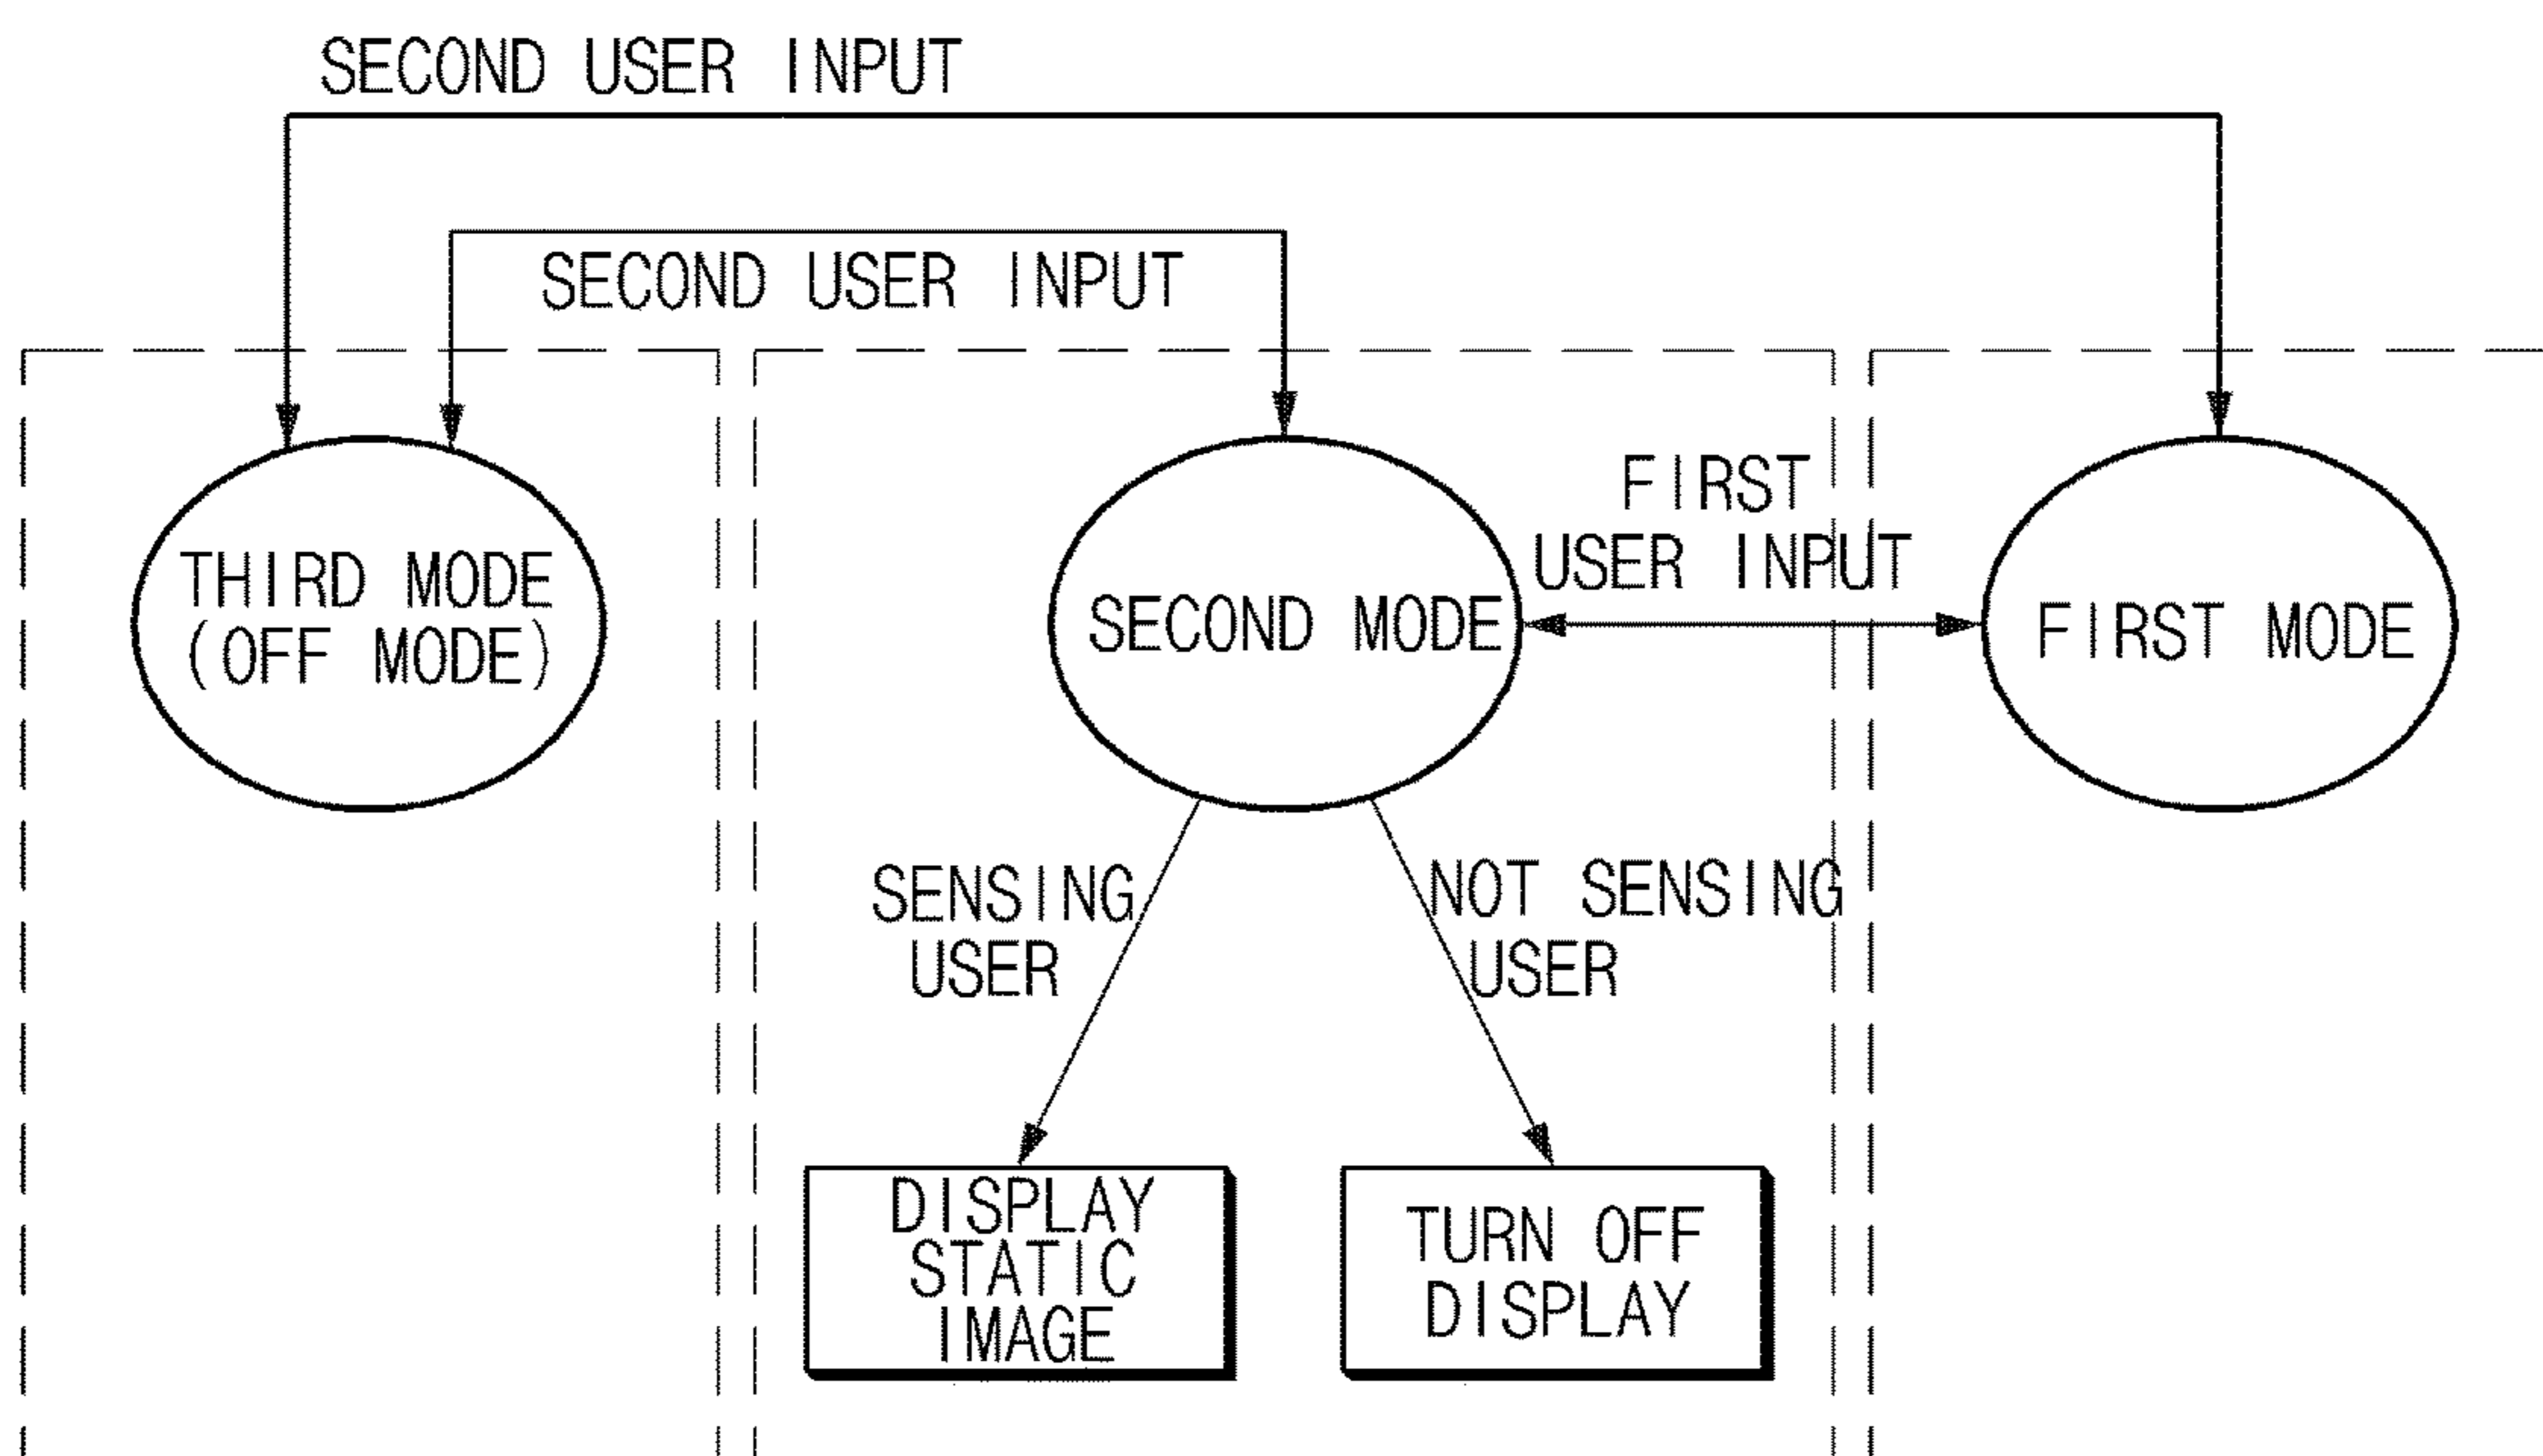 SECOND USER INPUT
SECOND USER INPUT
THIRD MODE
(OFF MODE)
SECOND MODE
FIRST
USER INPUT
FIRST MODE
SENSING
USER
NOT SENSING
USER
DISPLAY
STATIC
IMAGE
TURN OFF
DISPLAY